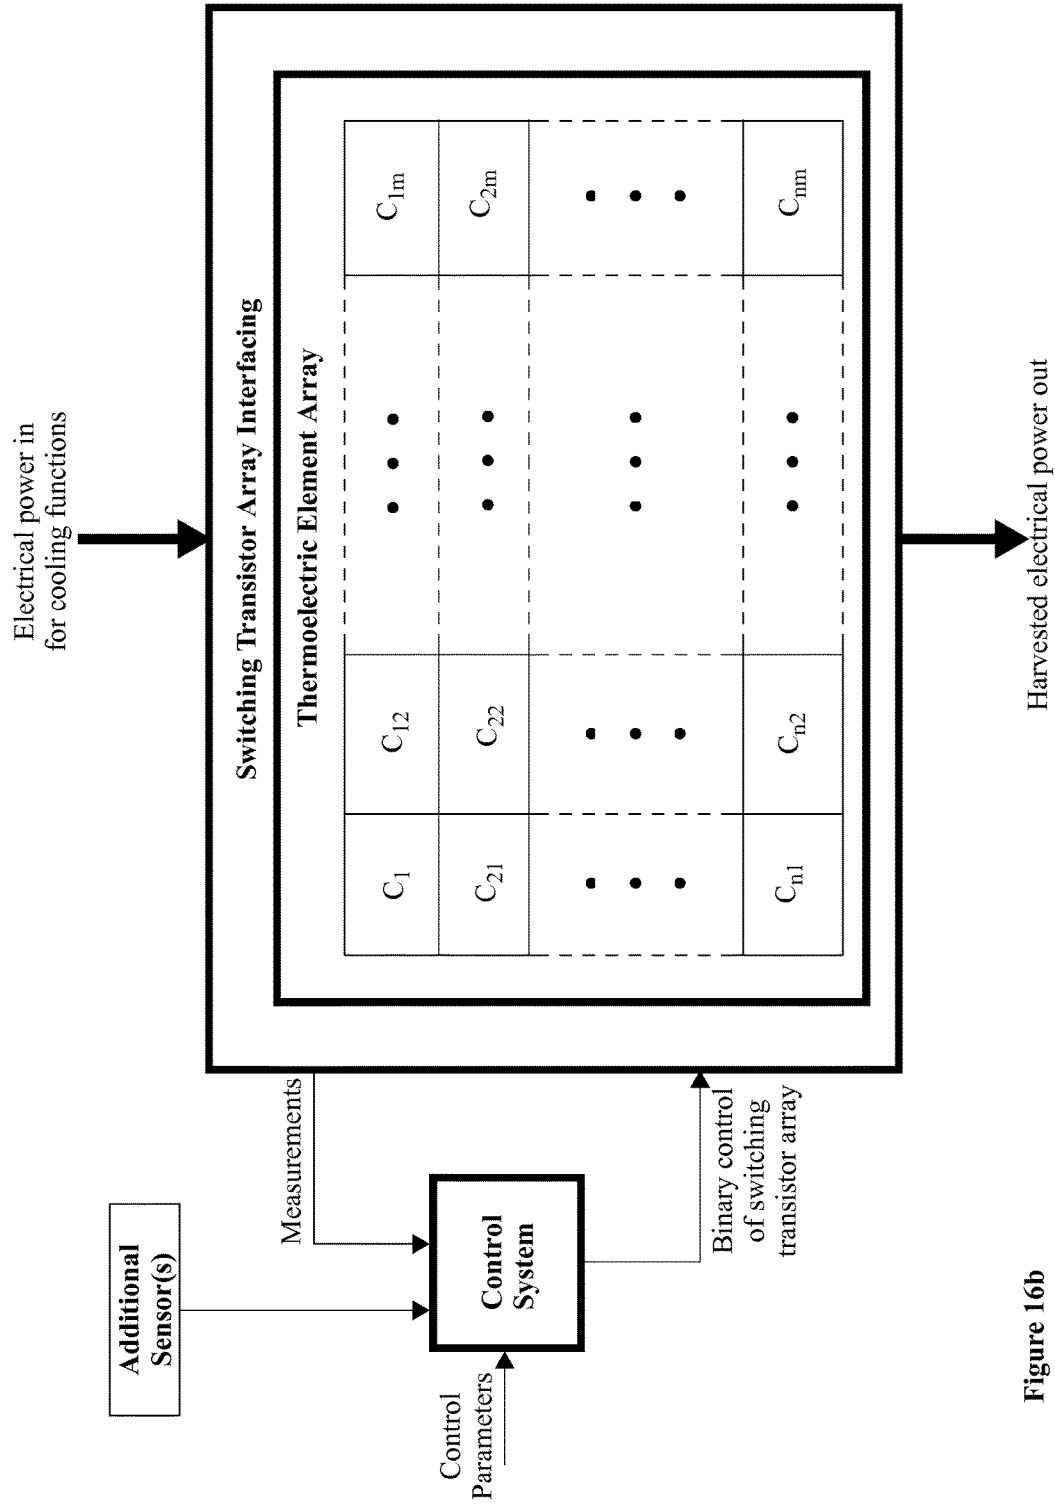 Electrical power in
for cooling functions
Switching Transistor Array Interfacing
Thermoelectric Element Array
C1 C12 C1m
C21 C22 C2m
Cn1 Cn2 Cnm
Additional
Sensor(s)
Measurements
Control
Parameters
Control
System
Binary control
of switching
transistor array
Harvested electrical power out
Figure 16b